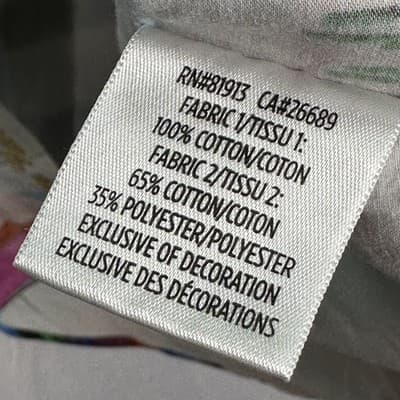 RN#81913 CA#26689
FABRIC 1/TISSU 1:
100% COTTON/COTON
FABRIC 2/TISSU 2:
65% COTTON/COTON
35% POLYESTER/POLYESTER
EXCLUSIVE OF DECORATION
EXCLUSIVE DES DÉCORATIONS